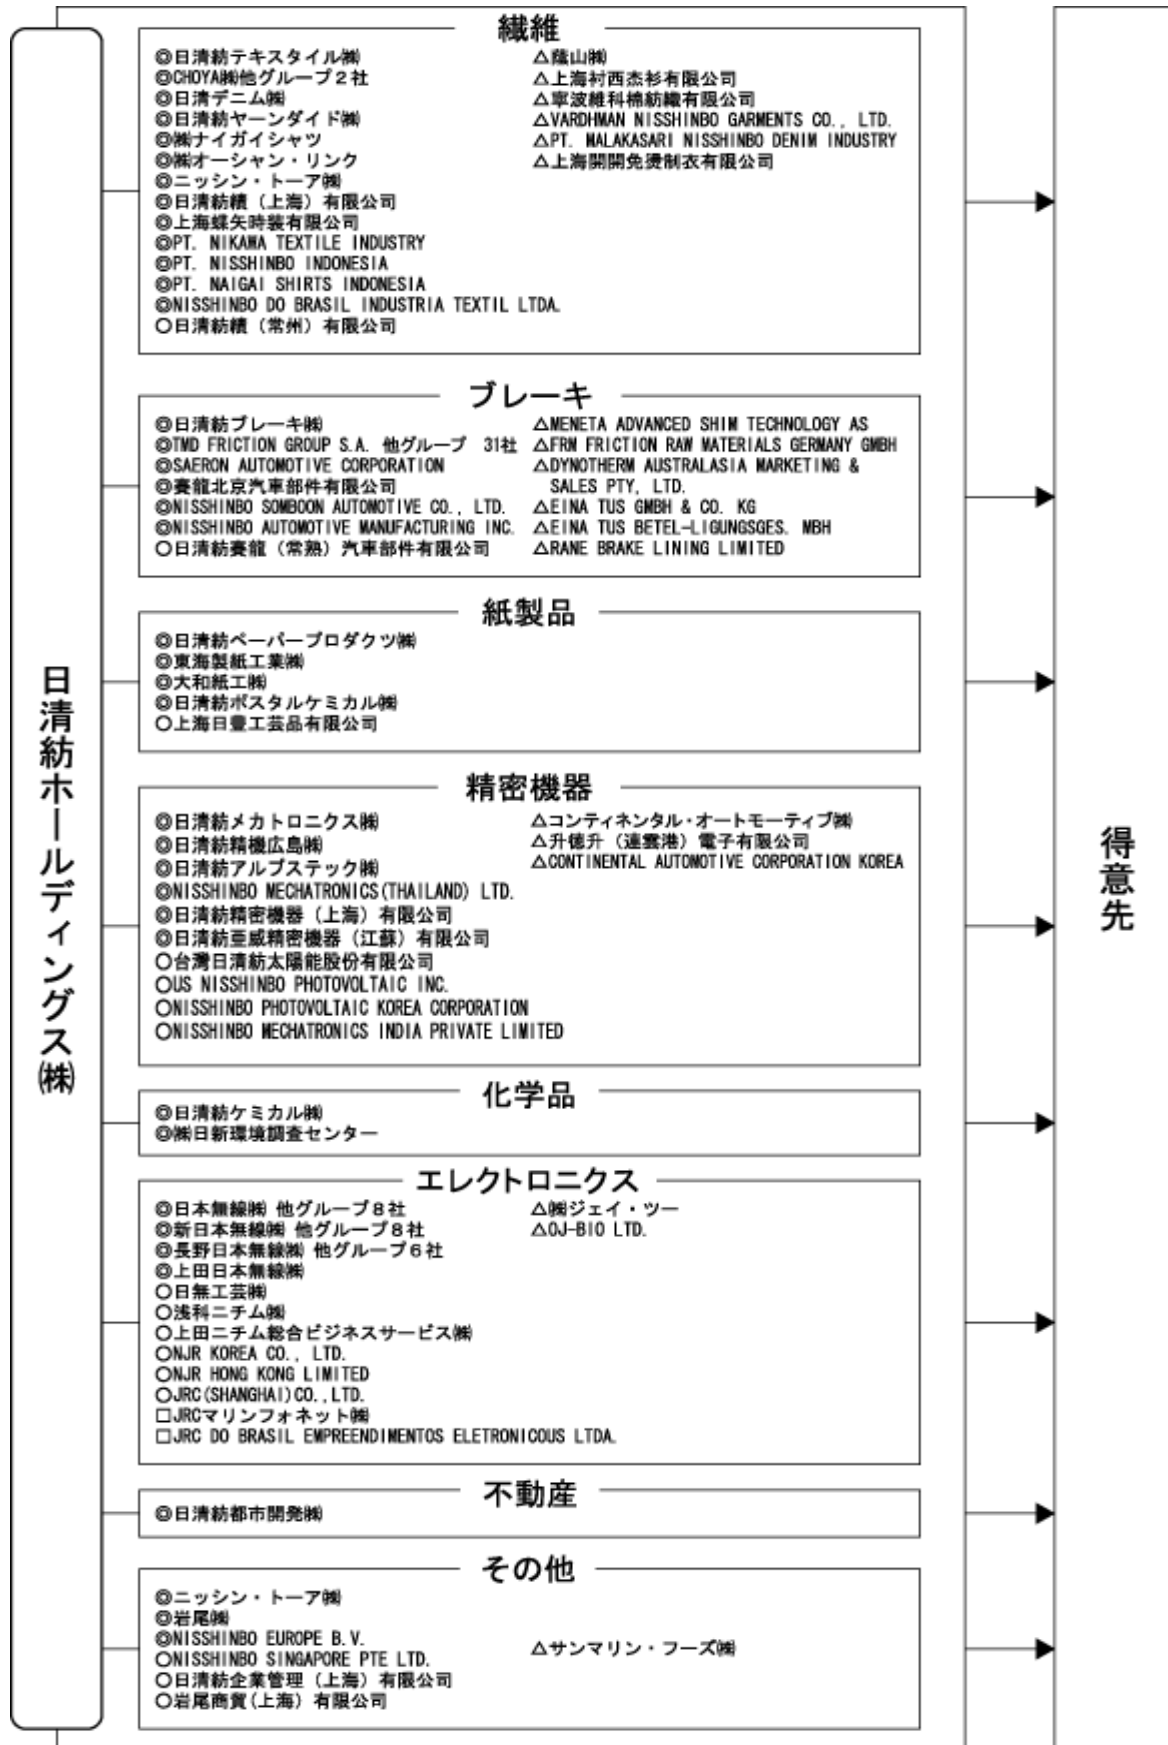 日清紡ホールディングス㈱
繊維
◎日清紡テキスタイル㈱
◎CHOYA㈱他グループ2社
◎日清デニム㈱
◎日清紡ヤーンダイド㈱
◎㈱ナイガイシャツ
◎㈱オーシャン・リンク
◎ニッシン・トーア㈱
◎日清紡績（上海）有限公司
◎上海蝶矢時装有限公司
◎PT. NIKAWA TEXTILE INDUSTRY
◎PT. NISSHINBO INDONESIA
◎PT. NAIGAI SHIRTS INDONESIA
◎NISSHINBO DO BRASIL INDUSTRIA TEXTIL LTDA.
○日清紡績（常州）有限公司
△蔭山㈱
△上海衬西杰衫有限公司
△寧波維科棉紡織有限公司
△VARDHMAN NISSHINBO GARMENTS CO., LTD.
△PT. MALAKASARI NISSHINBO DENIM INDUSTRY
△上海開開免燙制衣有限公司
ブレーキ
◎日清紡ブレーキ㈱
◎TMD FRICTION GROUP S.A. 他グループ 31社
◎SAERON AUTOMOTIVE CORPORATION
◎賽龍北京汽車部件有限公司
◎NISSHINBO SOMBOON AUTOMOTIVE CO., LTD.
◎NISSHINBO AUTOMOTIVE MANUFACTURING INC.
○日清紡賽龍（常熟）汽車部件有限公司
△MENETA ADVANCED SHIM TECHNOLOGY AS
△FRM FRICTION RAW MATERIALS GERMANY GMBH
△DYNOTHERM AUSTRALASIA MARKETING &
SALES PTY, LTD.
△EINA TUS GMBH & CO. KG
△EINA TUS BETEL-LIGUNGSGES. MBH
△RANE BRAKE LINING LIMITED
紙製品
◎日清紡ペーパープロダクツ㈱
◎東海製紙工業㈱
◎大和紙工㈱
◎日清紡ポスタルケミカル㈱
○上海日豊工芸品有限公司
精密機器
◎日清紡メカトロニクス㈱
◎日清紡精機広島㈱
◎日清紡アルプステック㈱
◎NISSHINBO MECHATRONICS(THAILAND) LTD.
◎日清紡精密機器（上海）有限公司
◎日清紡亜威精密機器（江蘇）有限公司
○台灣日清紡太陽能股份有限公司
○US NISSHINBO PHOTOVOLTAIC INC.
○NISSHINBO PHOTOVOLTAIC KOREA CORPORATION
○NISSHINBO MECHATRONICS INDIA PRIVATE LIMITED
△コンティネンタル・オートモーティブ㈱
△升德升（連雲港）電子有限公司
△CONTINENTAL AUTOMOTIVE CORPORATION KOREA
化学品
◎日清紡ケミカル㈱
◎㈱日新環境調査センター
エレクトロニクス
◎日本無線㈱ 他グループ8社
◎新日本無線㈱ 他グループ8社
◎長野日本無線㈱ 他グループ6社
◎上田日本無線㈱
○日無工芸㈱
○浅科ニチム㈱
○上田ニチム総合ビジネスサービス㈱
○NJR KOREA CO., LTD.
○NJR HONG KONG LIMITED
○JRC(SHANGHAI)CO.,LTD.
□JRCマリンフォネット㈱
□JRC DO BRASIL EMPREENDIMENTOS ELETRONICOUS LTDA.
△㈱ジェイ・ツー
△OJ-BIO LTD.
不動産
◎日清紡都市開発㈱
その他
◎ニッシン・トーア㈱
◎岩尾㈱
◎NISSHINBO EUROPE B.V.
○NISSHINBO SINGAPORE PTE LTD.
○日清紡企業管理（上海）有限公司
○岩尾商貿(上海）有限公司
△サンマリン・フーズ㈱
得意先